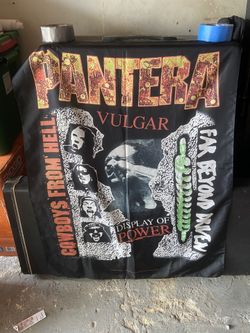 PANTERA
VULGAR
COWBOYS FROM HELL
FAR BEYOND DRIVEN
DISPLAY OF
POWER